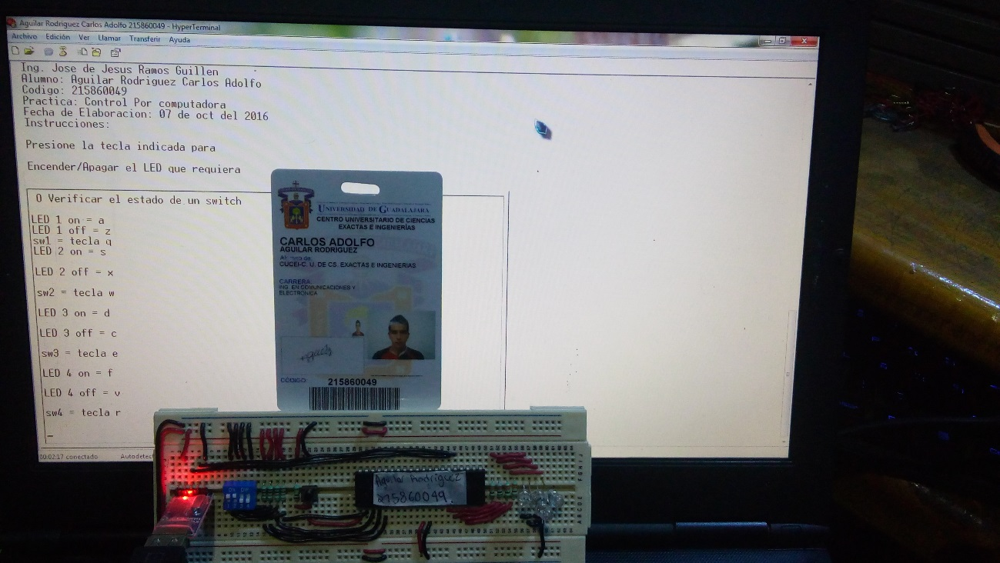 Aguilar Rodriguez Carlos Adolfo 215860049 - HyperTerminal
Archivo Edición Ver Llamar Transferir Ayuda
Ing. Jose de Jesus Ramos Guillen
Alumno: Aguilar Rodriguez Carlos Adolfo
Codigo: 215860049
Practica: Control Por computadora
Fecha de Elaboracion: 07 de oct del 2016
Instrucciones:
Presione la tecla indicada para
Encender/Apagar el LED que requiera
O Verificar el estado de un switch
LED 1 on = a
LED 1 off = z
sw1 = tecla q
LED 2 on = s
LED 2 off = x
sw2 = tecla w
LED 3 on = d
LED 3 off = c
sw3 = tecla e
LED 4 on = f
LED 4 off = v
sw4 = tecla r
00:02:17 conectado Autodetec
UNIVERSIDAD DE GUADALAJARA
CENTRO UNIVERSITARIO DE CIENCIAS
EXACTAS E INGENIERÍAS
CARLOS ADOLFO
AGUILAR RODRIGUEZ
CUCEI-C. U. DE CS. EXACTAS E INGENIERIAS
CARRERA:
ING. EN COMUNICACIONES Y
ELECTRONICA
CÓDIGO: 215860049
Aguilar Rodriguez
215860049.